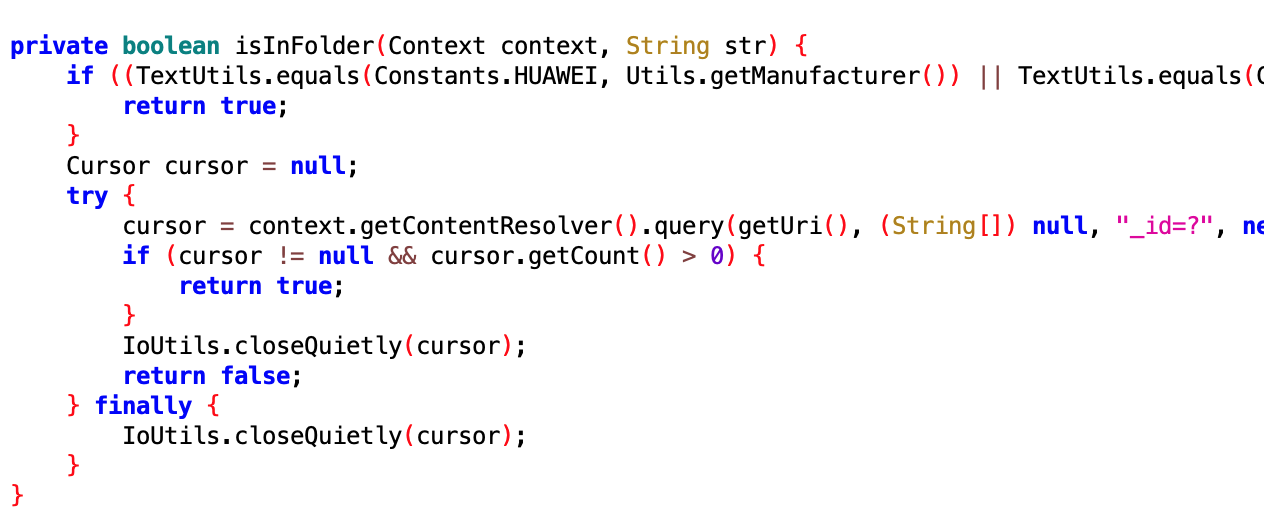 private boolean isInFolder(Context context, String str) {
    if ((TextUtils.equals(Constants.HUAWEI, Utils.getManufacturer()) || TextUtils.equals(
        return true;
    }
    Cursor cursor = null;
    try {
        cursor = context.getContentResolver().query(getUri(), (String[]) null, "_id=?", ne
        if (cursor != null && cursor.getCount() > 0) {
            return true;
        }
        IoUtils.closeQuietly(cursor);
        return false;
    } finally {
        IoUtils.closeQuietly(cursor);
    }
}